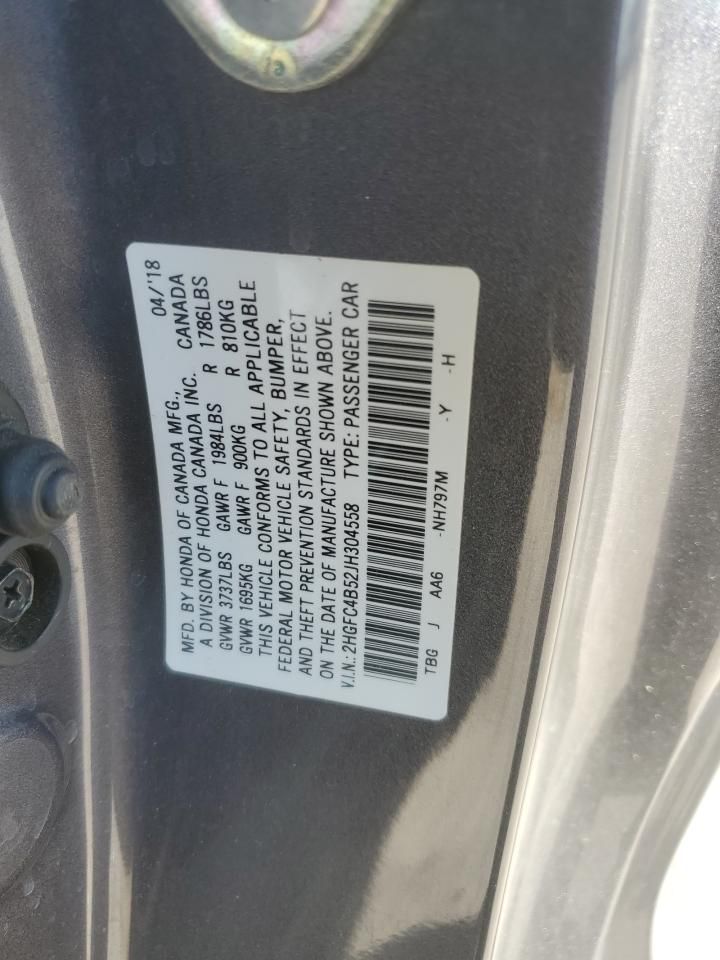 MFD. BY HONDA OF CANADA MFG., 04/'18
A DIVISION OF HONDA CANADA INC. CANADA
GVWR 3737LBS GAWR F 1984LBS R 1786LBS
GVWR 1695KG GAWR F 900KG R 810KG
THIS VEHICLE CONFORMS TO ALL APPLICABLE
FEDERAL MOTOR VEHICLE SAFETY, BUMPER,
AND THEFT PREVENTION STANDARDS IN EFFECT
ON THE DATE OF MANUFACTURE SHOWN ABOVE.
V.I.N.: 2HGFC4B52JH304558 TYPE: PASSENGER CAR
TBG J AA6 -NH797M -Y -H